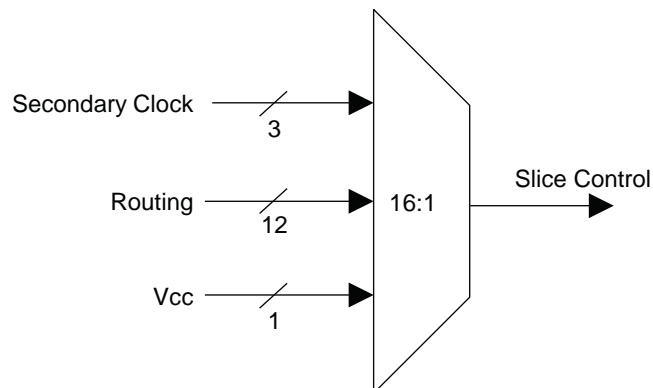 Secondary Clock
3
Routing
12
16:1
Slice Control
Vcc
1